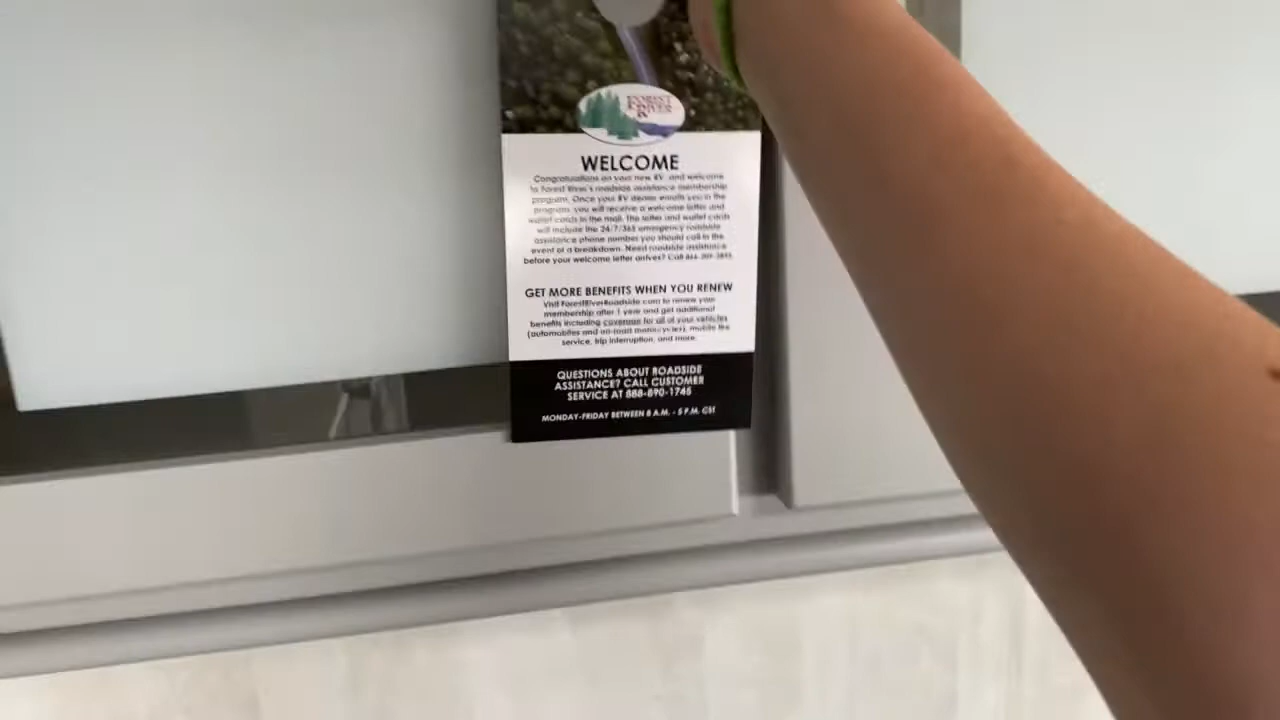 FOREST
RIVER
WELCOME
Congratulations on your new RV, and welcome
to Forest River's roadside assistance membership
program. Once your RV dealer enrolls you in the
program, you will receive a welcome letter and
wallet cards in the mail. The letter and wallet cards
will include the 24/7/365 emergency roadside
assistance phone number you should call in the
event of a breakdown. Need roadside assistance
before your welcome letter arrives? Call
GET MORE BENEFITS WHEN YOU RENEW
Visit ForestRiverRoadside.com to renew your
membership after 1 year and get additional
benefits including coverage for all of your vehicles
(automobiles and on-road motorcycles), mobile tire
service, trip interruption, and more.
QUESTIONS ABOUT ROADSIDE
ASSISTANCE? CALL CUSTOMER
SERVICE AT 888-890-1745
MONDAY-FRIDAY BETWEEN 8 A.M. - 5 P.M. CST